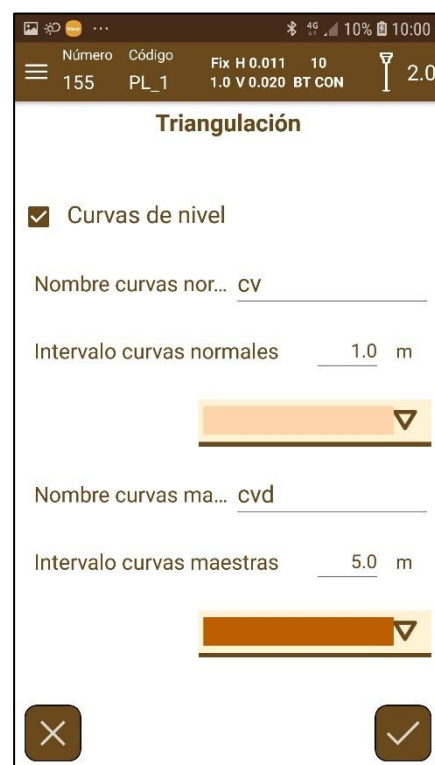 ... 4G 10% 10:00
Número Código Fix H 0.011 10
155 PL_1 1.0 V 0.020 BT CON 2.0
Triangulación
Curvas de nivel
Nombre curvas nor... cv
Intervalo curvas normales 1.0 m
Nombre curvas ma... cvd
Intervalo curvas maestras 5.0 m